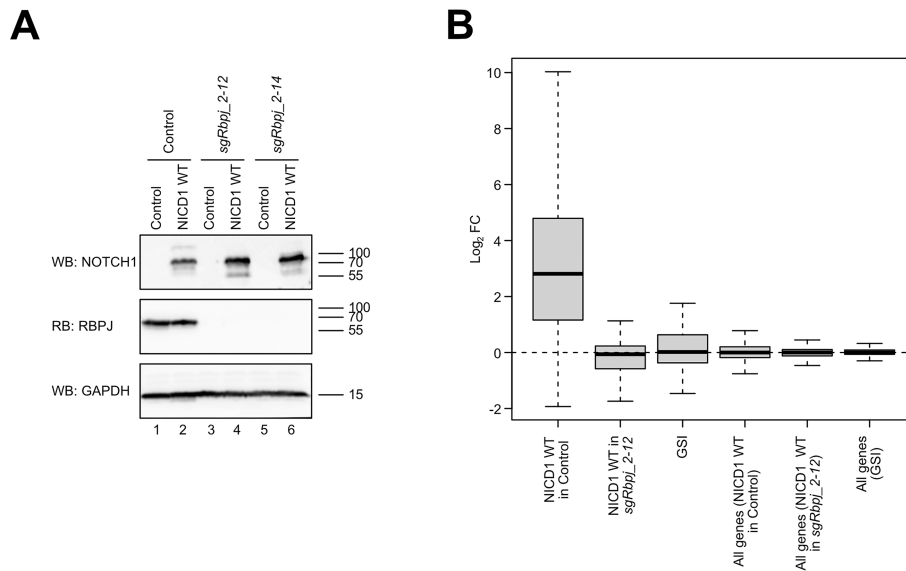 A
Control
sgRbpj_2-12
sgRbpj_2-14
Control
NICD1 WT
Control
NICD1 WT
Control
NICD1 WT
WB: NOTCH1
100
70
55
RB: RBPJ
100
70
55
WB: GAPDH
15
1 2 3 4 5 6
B
Log2 FC
10
8
6
4
2
0
-2
NICD1 WT
in Control
NICD1 WT in
sgRbpj_2-12
GSI
All genes (NICD1 WT
in Control)
All genes (NICD1 WT
in sgRbpj_2-12)
All genes
(GSI)